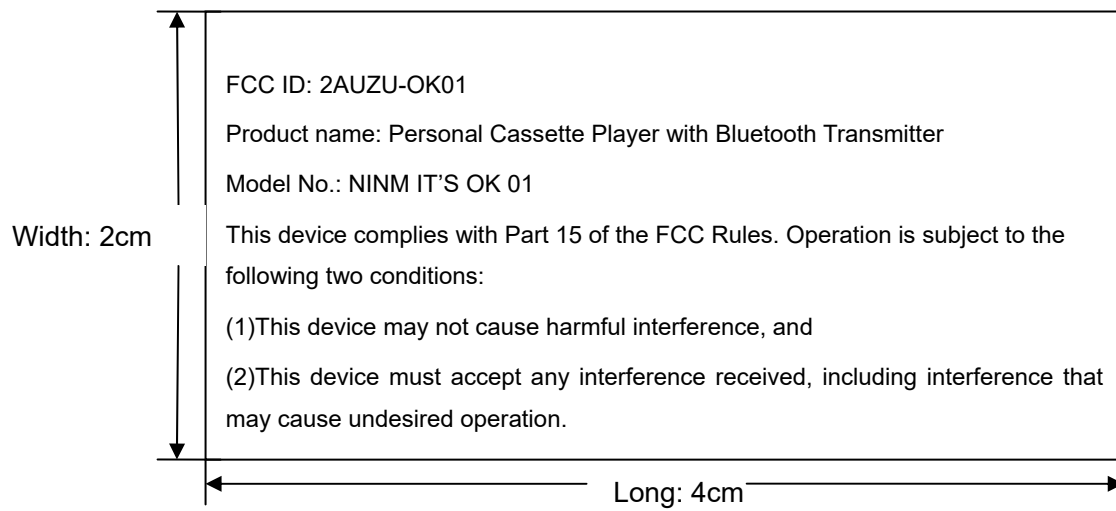 FCC ID: 2AUZU-OK01
Product name: Personal Cassette Player with Bluetooth Transmitter
Model No.: NINM IT’S OK 01
Width: 2cm
This device complies with Part 15 of the FCC Rules. Operation is subject to the
following two conditions:
(1)This device may not cause harmful interference, and
(2)This device must accept any interference received, including interference that
may cause undesired operation.
Long: 4cm